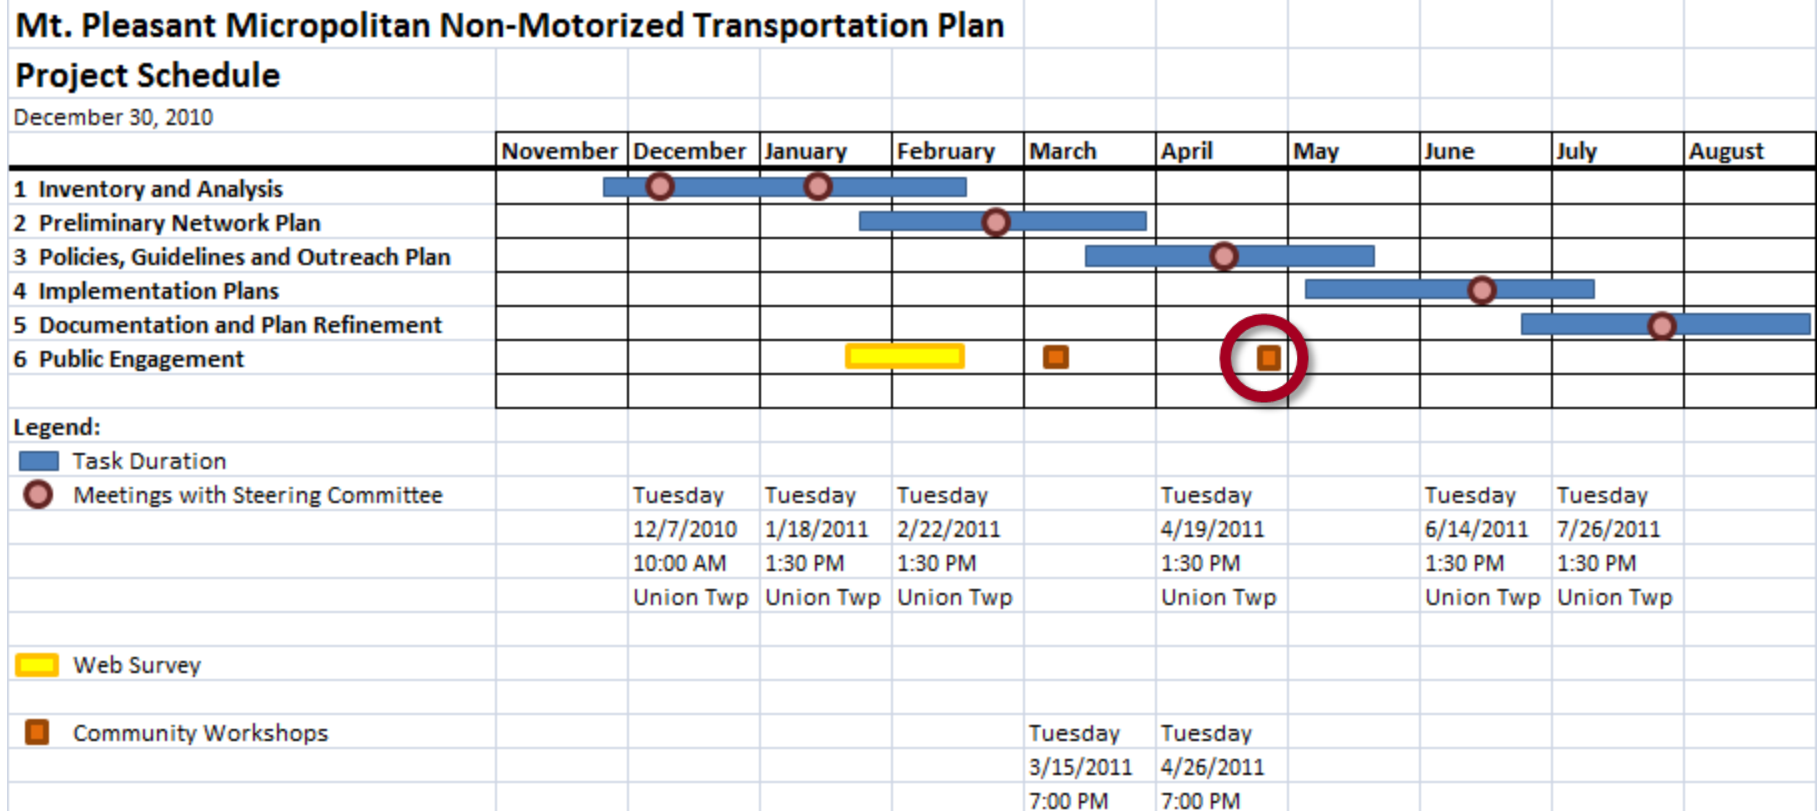 Mt. Pleasant Micropolitan Non-Motorized Transportation Plan
Project Schedule
December 30, 2010
November December January February March April May June July August
1 Inventory and Analysis
2 Preliminary Network Plan
3 Policies, Guidelines and Outreach Plan
4 Implementation Plans
5 Documentation and Plan Refinement
6 Public Engagement
Legend:
Task Duration
Meetings with Steering Committee Tuesday Tuesday Tuesday Tuesday Tuesday Tuesday
12/7/2010 1/18/2011 2/22/2011 4/19/2011 6/14/2011 7/26/2011
10:00 AM 1:30 PM 1:30 PM 1:30 PM 1:30 PM 1:30 PM
Union Twp Union Twp Union Twp Union Twp Union Twp Union Twp
Web Survey
Community Workshops Tuesday Tuesday
3/15/2011 4/26/2011
7:00 PM 7:00 PM